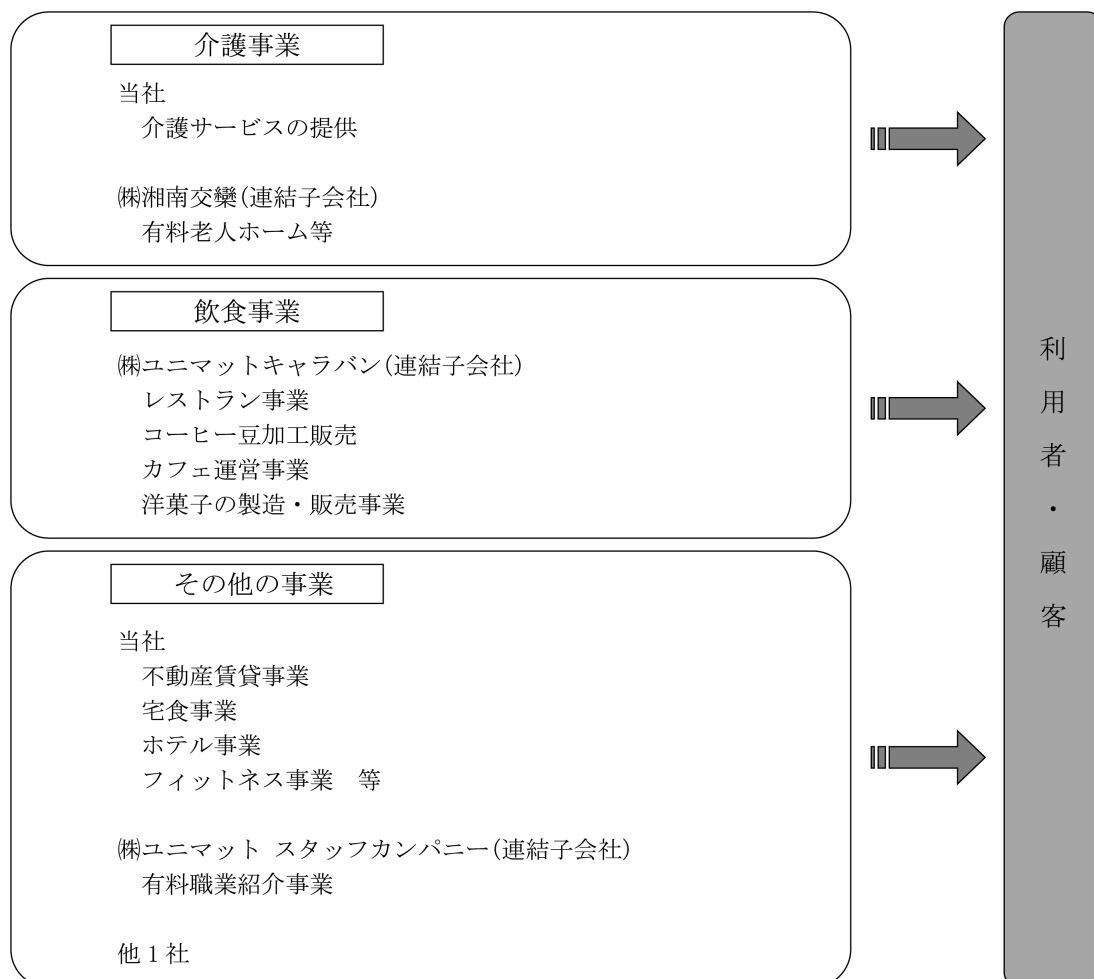 介護事業
当社
介護サービスの提供
㈱湘南交欒(連結子会社)
有料老人ホーム等
飲食事業
㈱ユニマットキャラバン(連結子会社)
レストラン事業
コーヒー豆加工販売
カフェ運営事業
洋菓子の製造・販売事業
その他の事業
当社
不動産賃貸事業
宅食事業
ホテル事業
フィットネス事業　等
㈱ユニマット スタッフカンパニー(連結子会社)
有料職業紹介事業
他1社
利用者・顧客